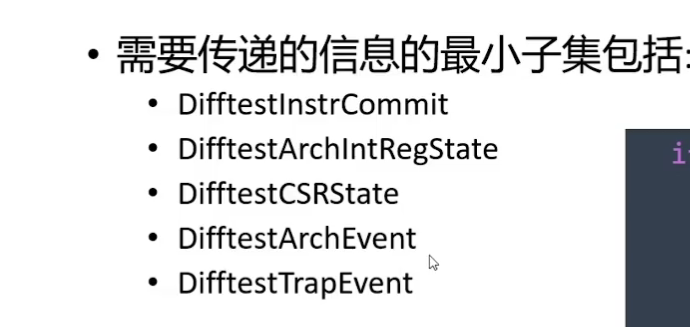 • 需要传递的信息的最小子集包括:
• DifftestInstrCommit
• DifftestArchIntRegState
• DifftestCSRState
• DifftestArchEvent
• DifftestTrapEvent